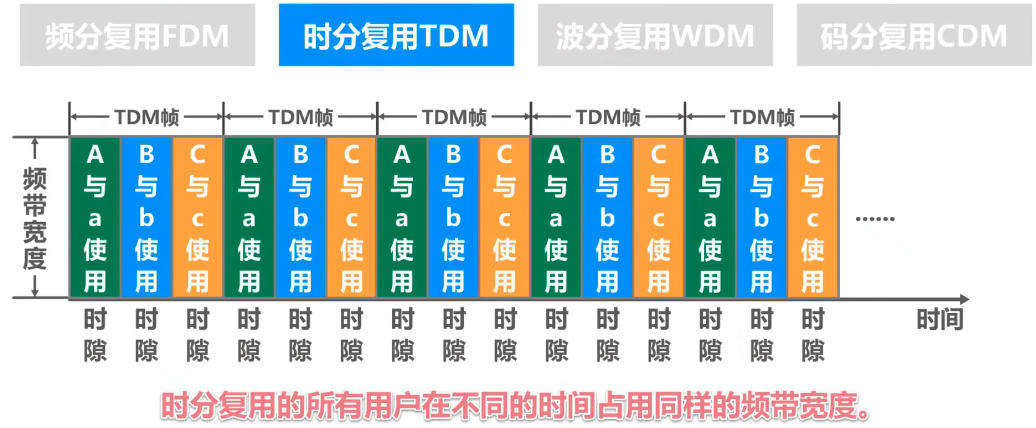 频分复用FDM 时分复用TDM 波分复用WDM 码分复用CDM
TDM帧 TDM帧 TDM帧 TDM帧 TDM帧
频带宽度
A与a使用 B与b使用 C与c使用 A与a使用 B与b使用 C与c使用 A与a使用 B与b使用 C与c使用 A与a使用 B与b使用 C与c使用 A与a使用 B与b使用 C与c使用 ……
时隙 时隙 时隙 时隙 时隙 时隙 时隙 时隙 时隙 时隙 时隙 时隙 时隙 时隙 时隙 时间
时分复用的所有用户在不同的时间占用同样的频带宽度。